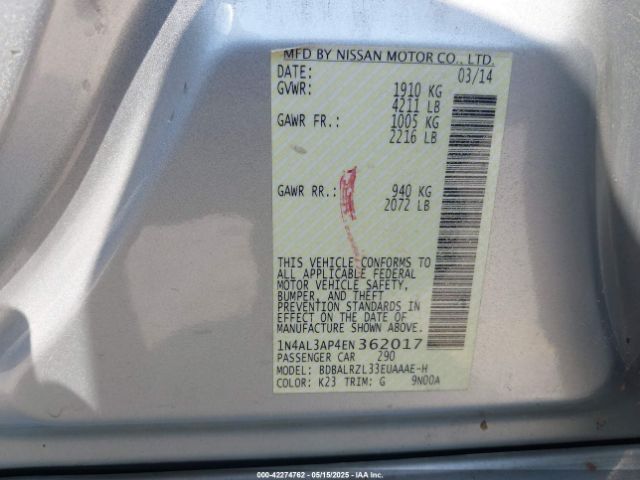 MFD BY NISSAN MOTOR CO., LTD.
DATE: 03/14
GVWR: 1910 KG
4211 LB
GAWR FR.: 1005 KG
2216 LB
GAWR RR.: 940 KG
2072 LB
THIS VEHICLE CONFORMS TO
ALL APPLICABLE FEDERAL
MOTOR VEHICLE SAFETY,
BUMPER, AND THEFT
PREVENTION STANDARDS IN
EFFECT ON THE DATE OF
MANUFACTURE SHOWN ABOVE.
1N4AL3AP4EN362017
PASSENGER CAR 290
MODEL: BDBALRZL33EUAAAE-H
COLOR: K23 TRIM: G 9N00A
000-42274762 - 05/15/2025 - IAA Inc.